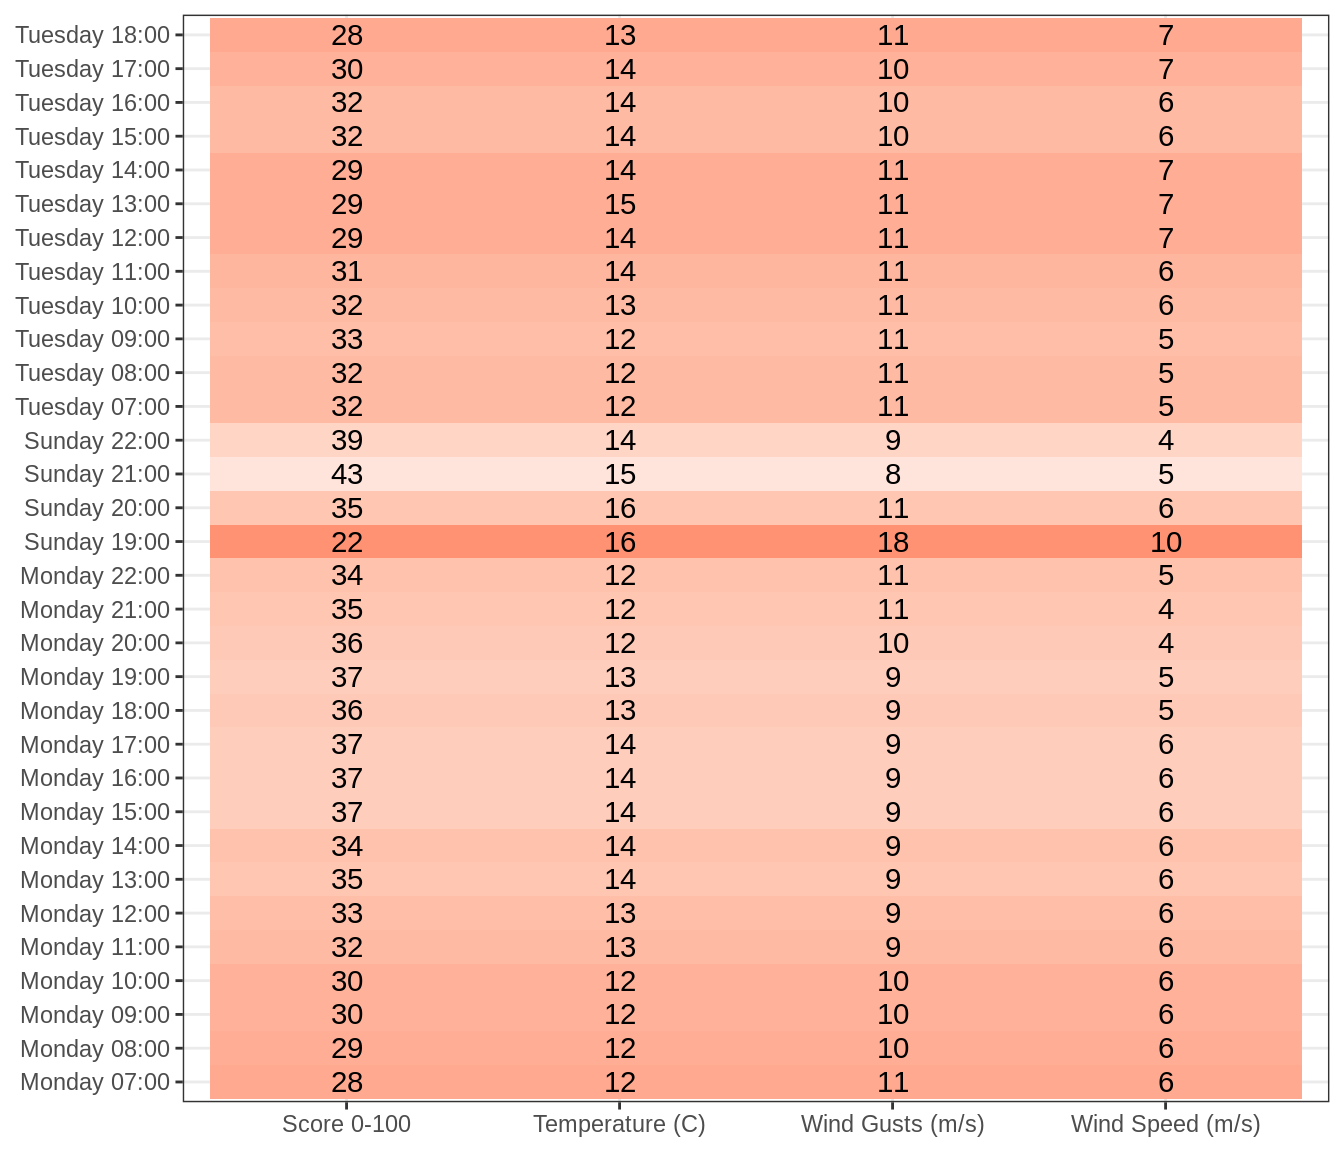 Tuesday 18:00 28 13 11 7
Tuesday 17:00 30 14 10 7
Tuesday 16:00 32 14 10 6
Tuesday 15:00 32 14 10 6
Tuesday 14:00 29 14 11 7
Tuesday 13:00 29 15 11 7
Tuesday 12:00 29 14 11 7
Tuesday 11:00 31 14 11 6
Tuesday 10:00 32 13 11 6
Tuesday 09:00 33 12 11 5
Tuesday 08:00 32 12 11 5
Tuesday 07:00 32 12 11 5
Sunday 22:00 39 14 9 4
Sunday 21:00 43 15 8 5
Sunday 20:00 35 16 11 6
Sunday 19:00 22 16 18 10
Monday 22:00 34 12 11 5
Monday 21:00 35 12 11 4
Monday 20:00 36 12 10 4
Monday 19:00 37 13 9 5
Monday 18:00 36 13 9 5
Monday 17:00 37 14 9 6
Monday 16:00 37 14 9 6
Monday 15:00 37 14 9 6
Monday 14:00 34 14 9 6
Monday 13:00 35 14 9 6
Monday 12:00 33 13 9 6
Monday 11:00 32 13 9 6
Monday 10:00 30 12 10 6
Monday 09:00 30 12 10 6
Monday 08:00 29 12 10 6
Monday 07:00 28 12 11 6
Score 0-100 Temperature (C) Wind Gusts (m/s) Wind Speed (m/s)